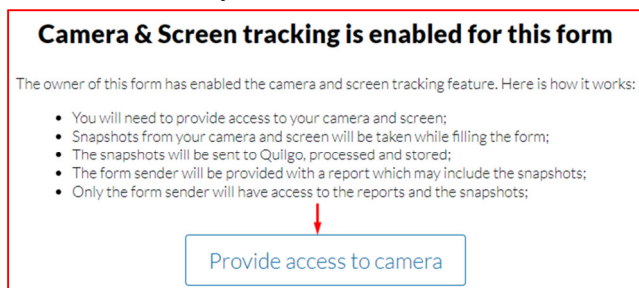 Camera & Screen tracking is enabled for this form
The owner of this form has enabled the camera and screen tracking feature. Here is how it works:
• You will need to provide access to your camera and screen;
• Snapshots from your camera and screen will be taken while filling the form;
• The snapshots will be sent to Quilgo, processed and stored;
• The form sender will be provided with a report which may include the snapshots;
• Only the form sender will have access to the reports and the snapshots;
Provide access to camera